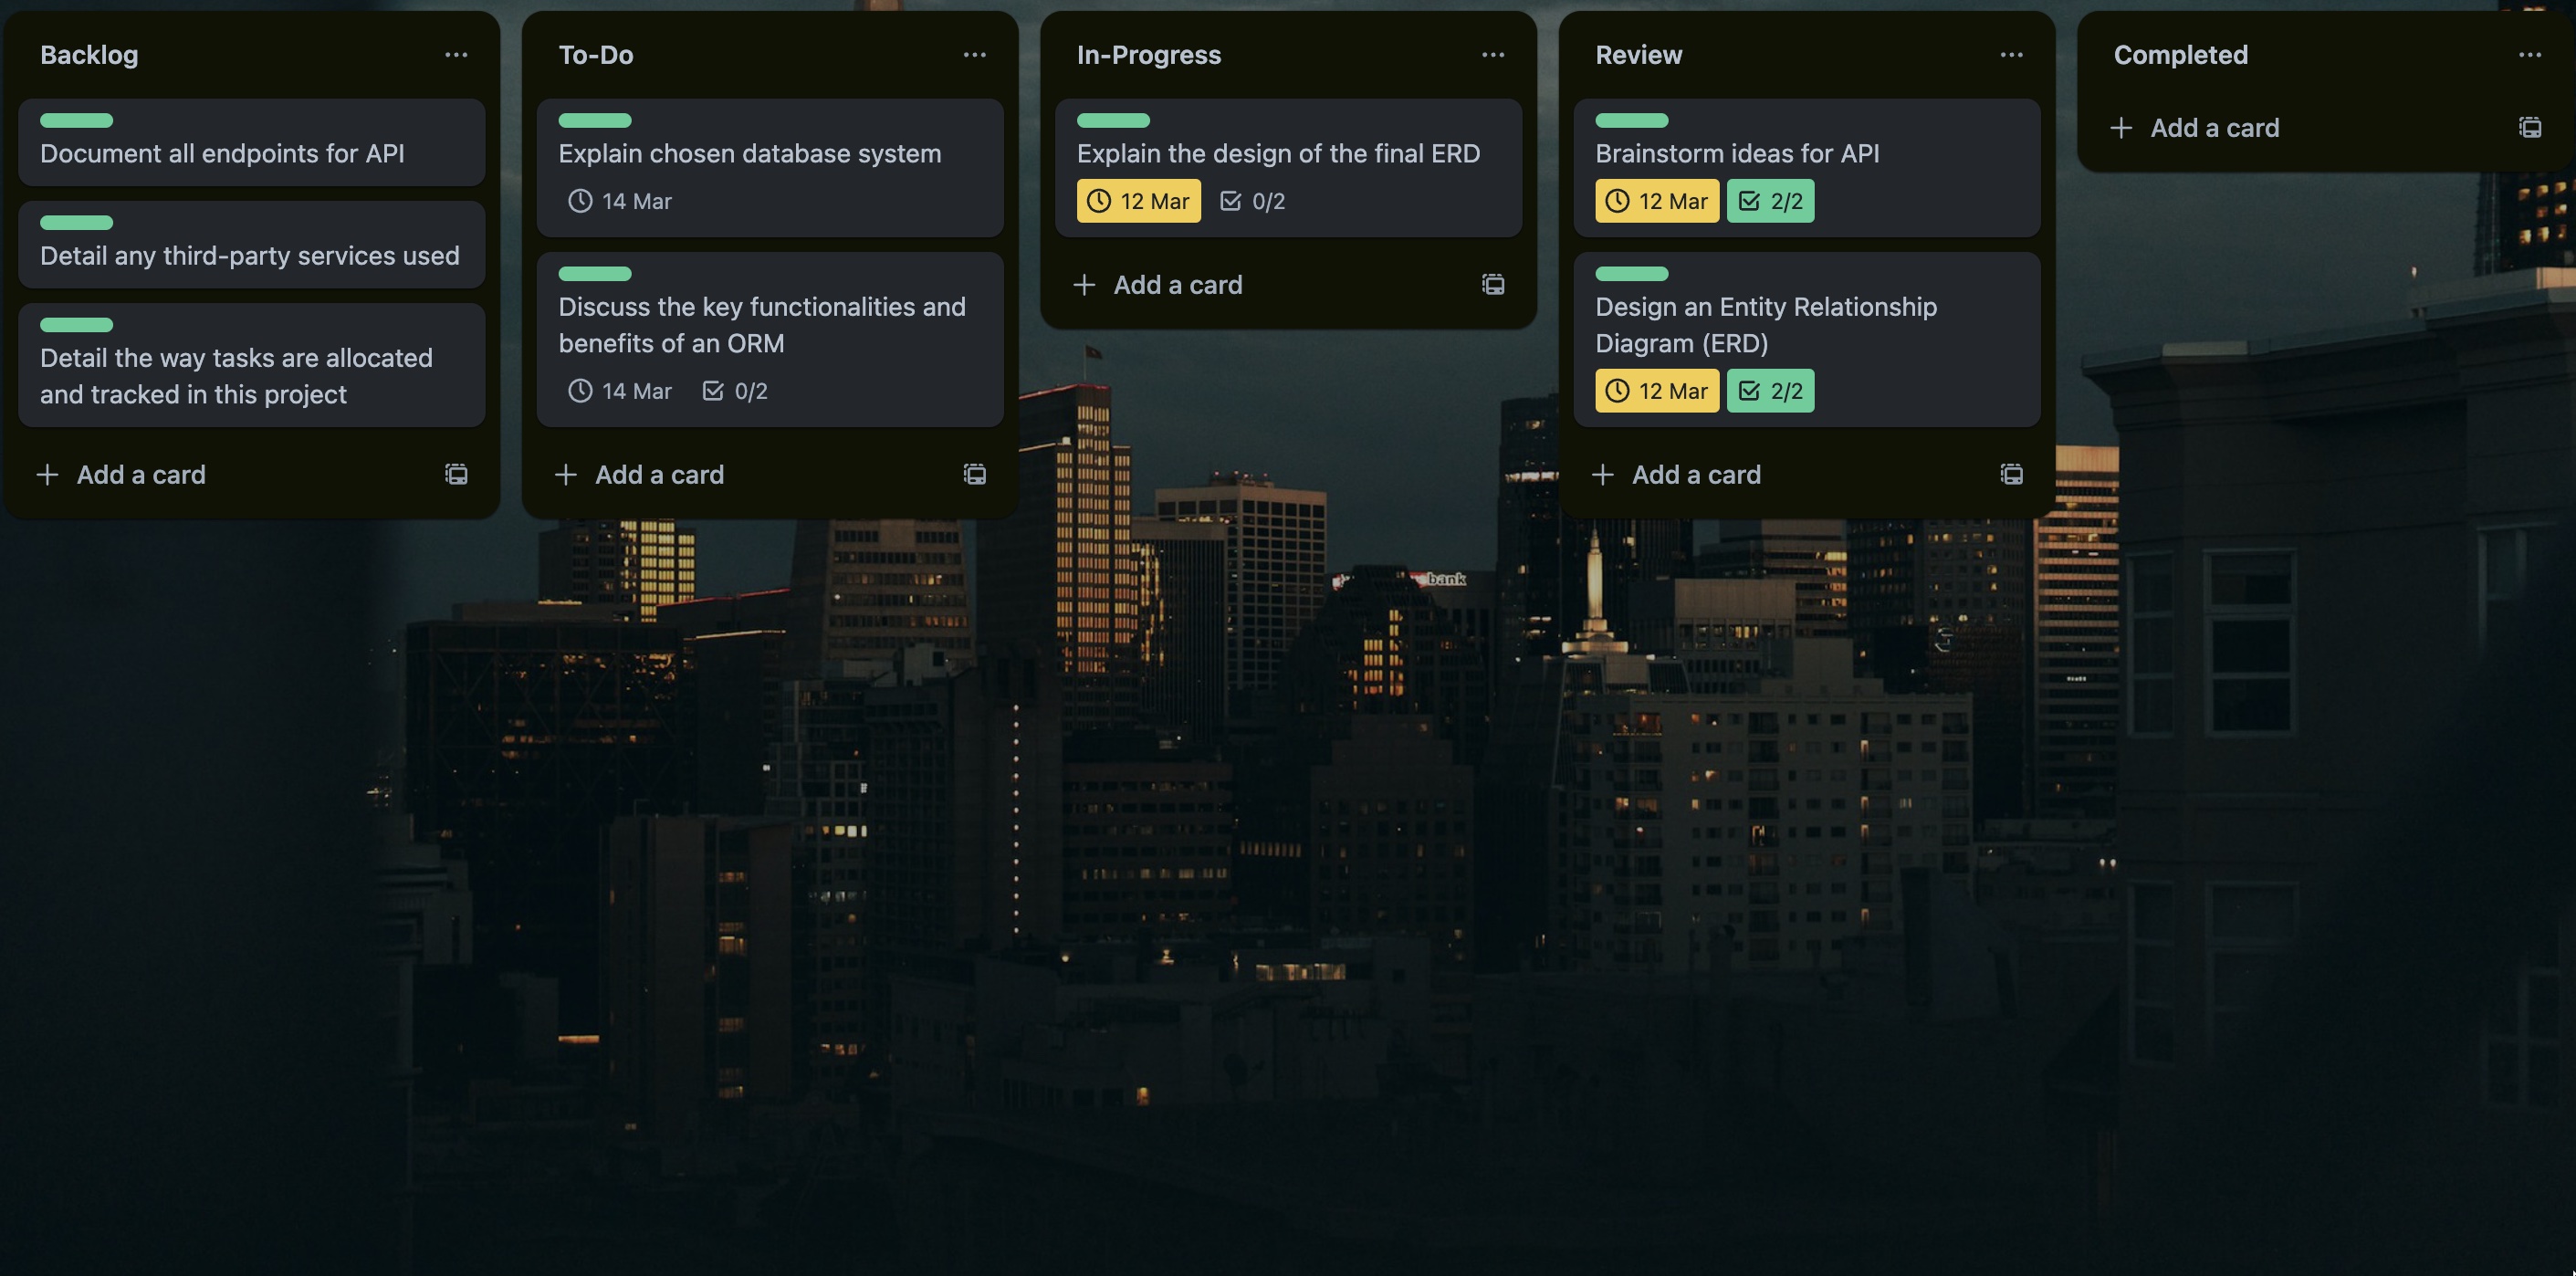 Backlog
Document all endpoints for API
Detail any third-party services used
Detail the way tasks are allocated
and tracked in this project
Add a card
To-Do
Explain chosen database system
14 Mar
Discuss the key functionalities and
benefits of an ORM
14 Mar 0/2
Add a card
In-Progress
Explain the design of the final ERD
12 Mar 0/2
Add a card
Review
Brainstorm ideas for API
12 Mar 2/2
Design an Entity Relationship
Diagram (ERD)
12 Mar 2/2
Add a card
Completed
Add a card
bank